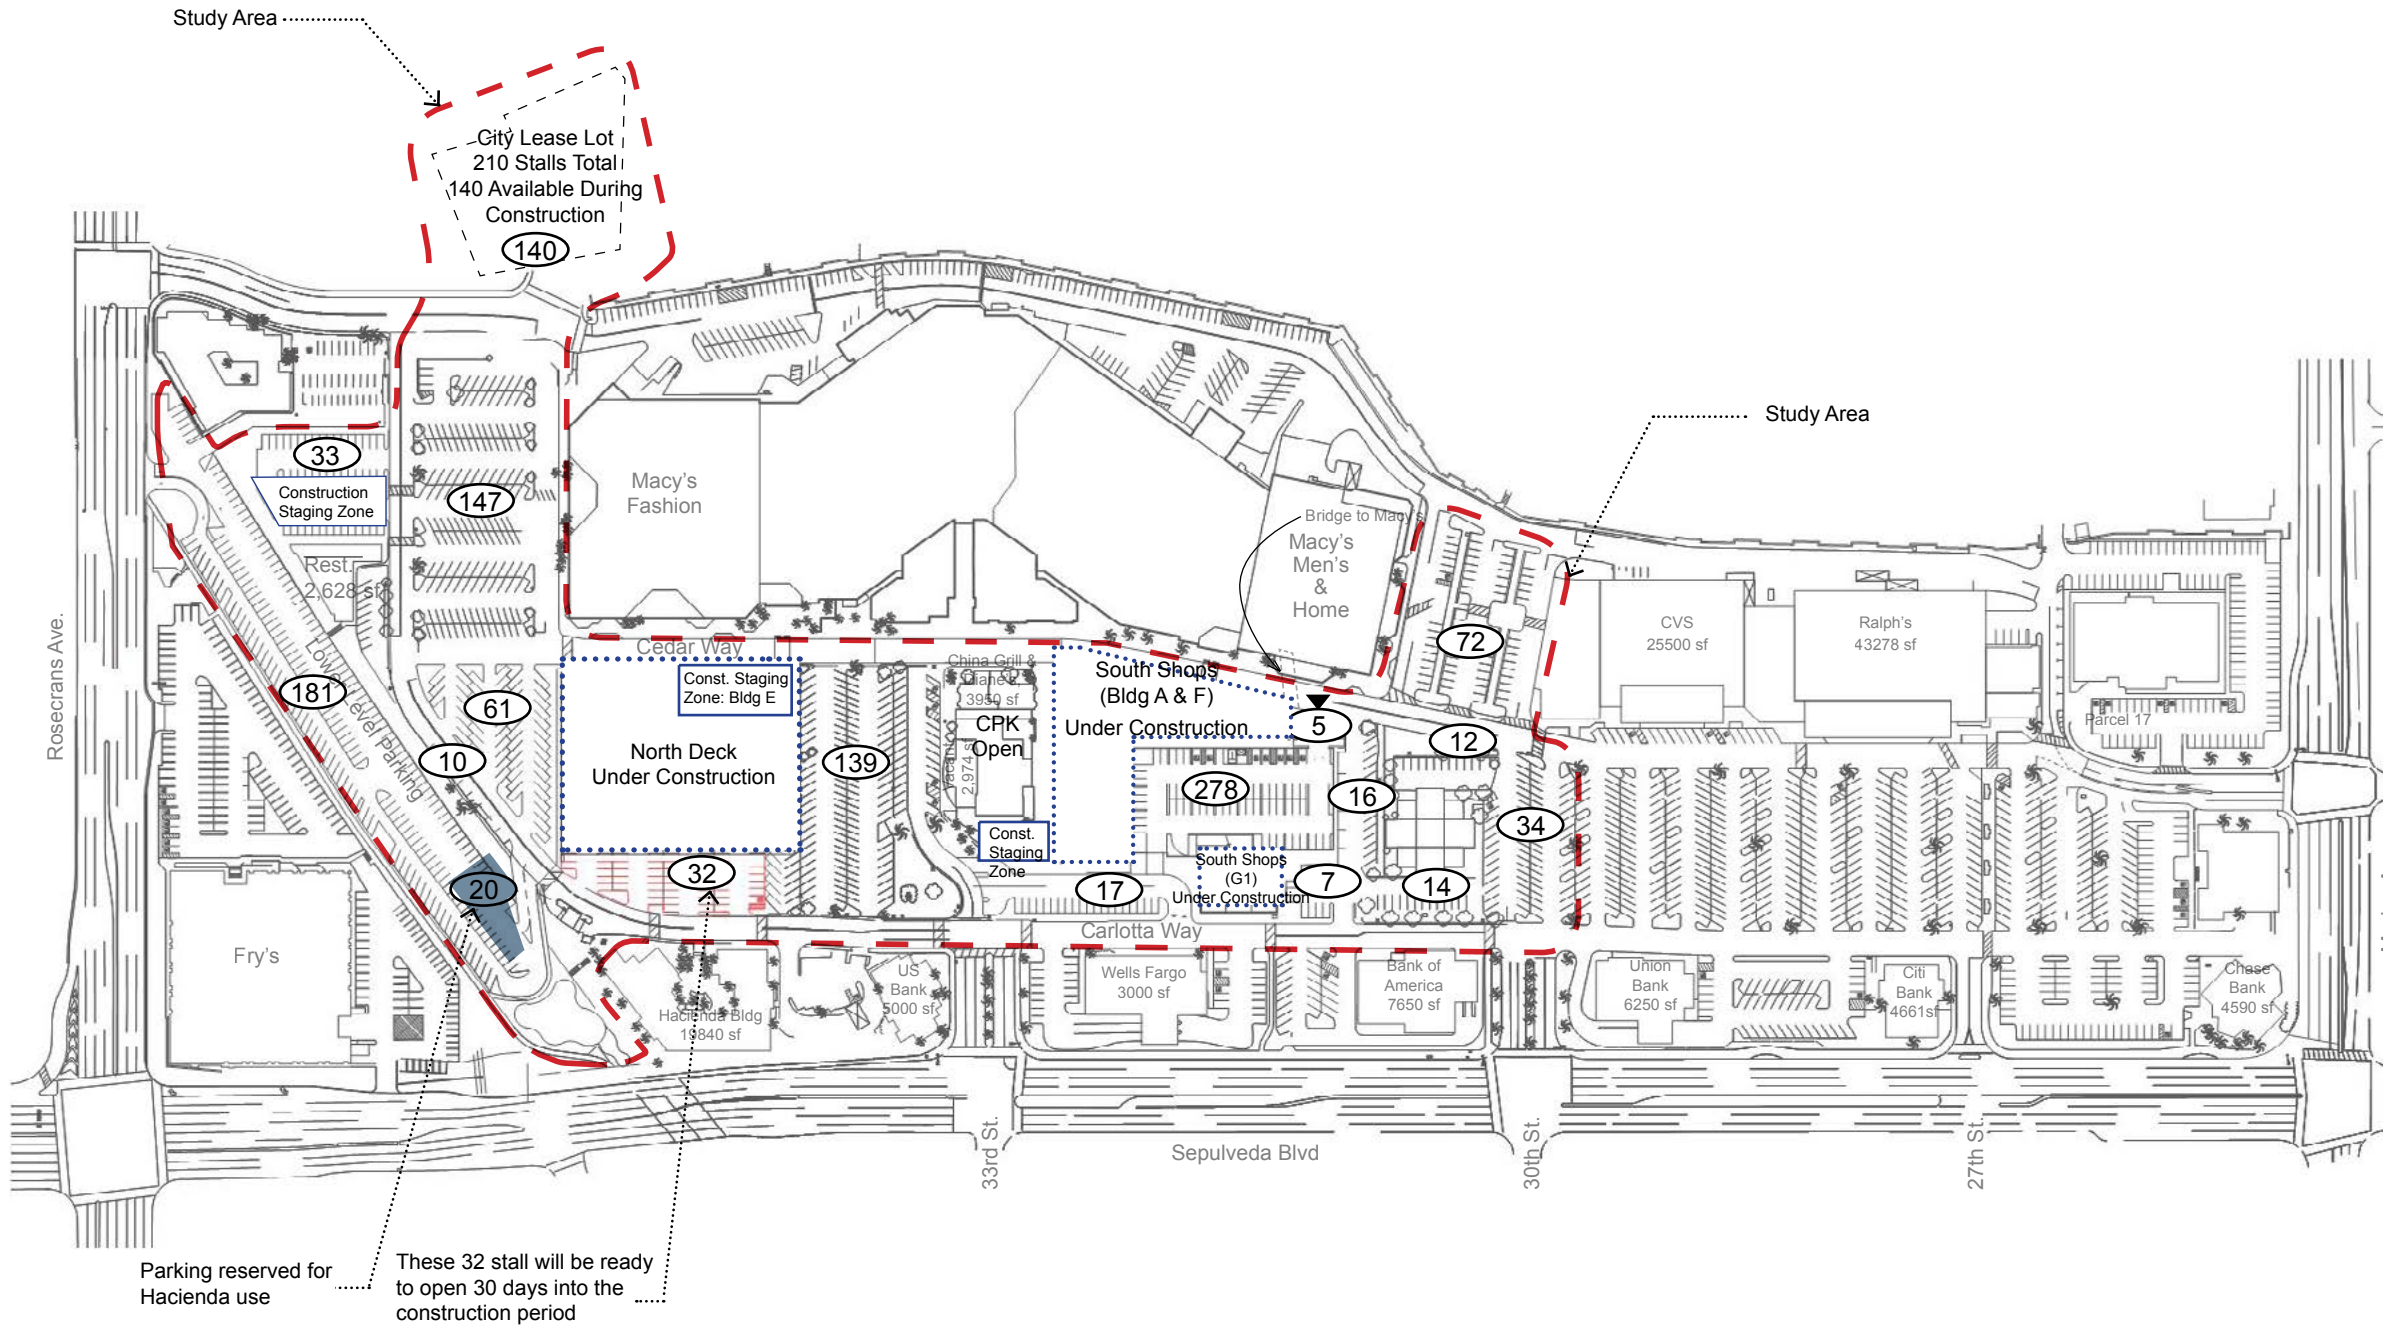 Study Area
City Lease Lot
210 Stalls Total
140 Available During
Construction
140
Study Area
33
Construction
Staging Zone
147
Macy's
Fashion
Bridge to Macy's
Macy's
Men's
&
Home
Rest.
2,628 sf
CVS
25500 sf
Ralph's
43278 sf
72
Rosecrans Ave.
Low Level Parking
181
61
10
Cedar Way
Const. Staging
Zone: Bldg E
North Deck
Under Construction
139
China Grill &
Diane's
3950 sf
CPK
Open
Vacant
2,974 sf
South Shops
(Bldg A & F)
Under Construction
5
12
Parcel 17
278
16
34
Const.
Staging
Zone
South Shops
(G1)
Under Construction
20
32
17
7
14
Carlotta Way
Fry's
Hacienda Bldg
19840 sf
US
Bank
5000 sf
Wells Fargo
3000 sf
Bank of
America
7650 sf
Union
Bank
6250 sf
Citi
Bank
4661sf
Chase
Bank
4590 sf
33rd St.
Sepulveda Blvd
30th St.
27th St.
Parking reserved for
Hacienda use
These 32 stall will be ready
to open 30 days into the
construction period